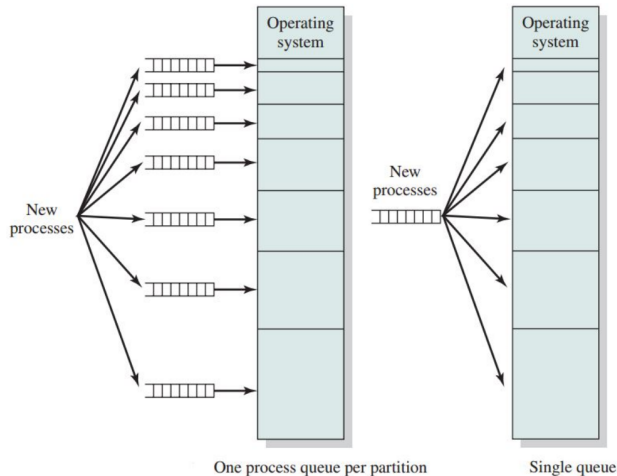 Operating
system
Operating
system
New
processes
New
processes
One process queue per partition
Single queue